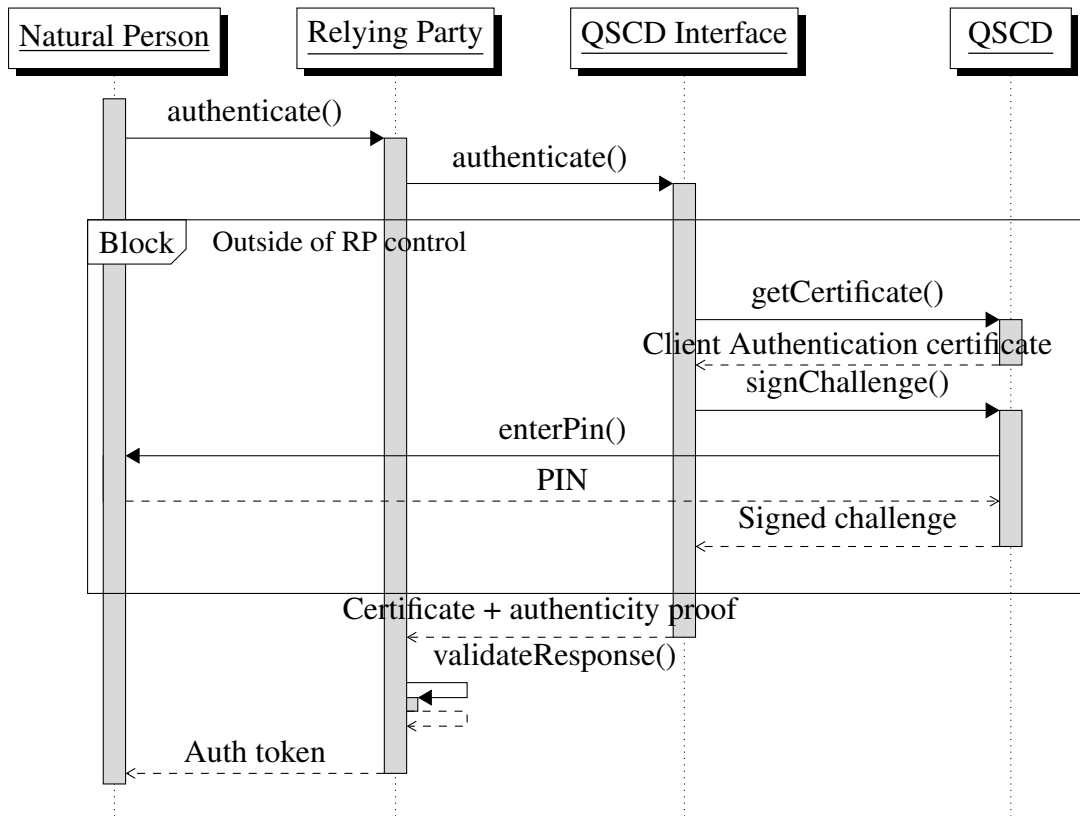 Natural Person
Relying Party
QSCD Interface
QSCD
authenticate()
authenticate()
Block
Outside of RP control
getCertificate()
Client Authentication certificate
signChallenge()
enterPin()
PIN
Signed challenge
Certificate + authenticity proof
validateResponse()
Auth token